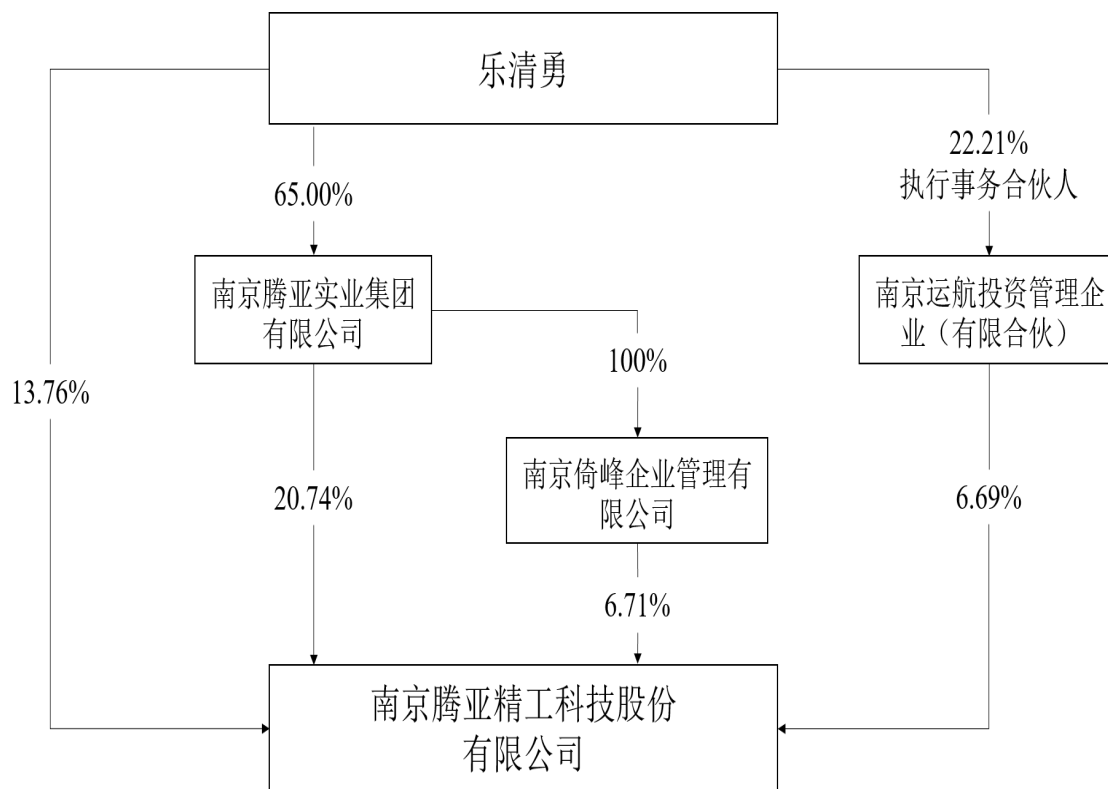 乐清勇
22.21%
执行事务合伙人
65.00%
南京腾亚实业集团
有限公司
南京运航投资管理企
业（有限合伙）
100%
13.76%
南京倚峰企业管理有
限公司
20.74%
6.69%
6.71%
南京腾亚精工科技股份
有限公司